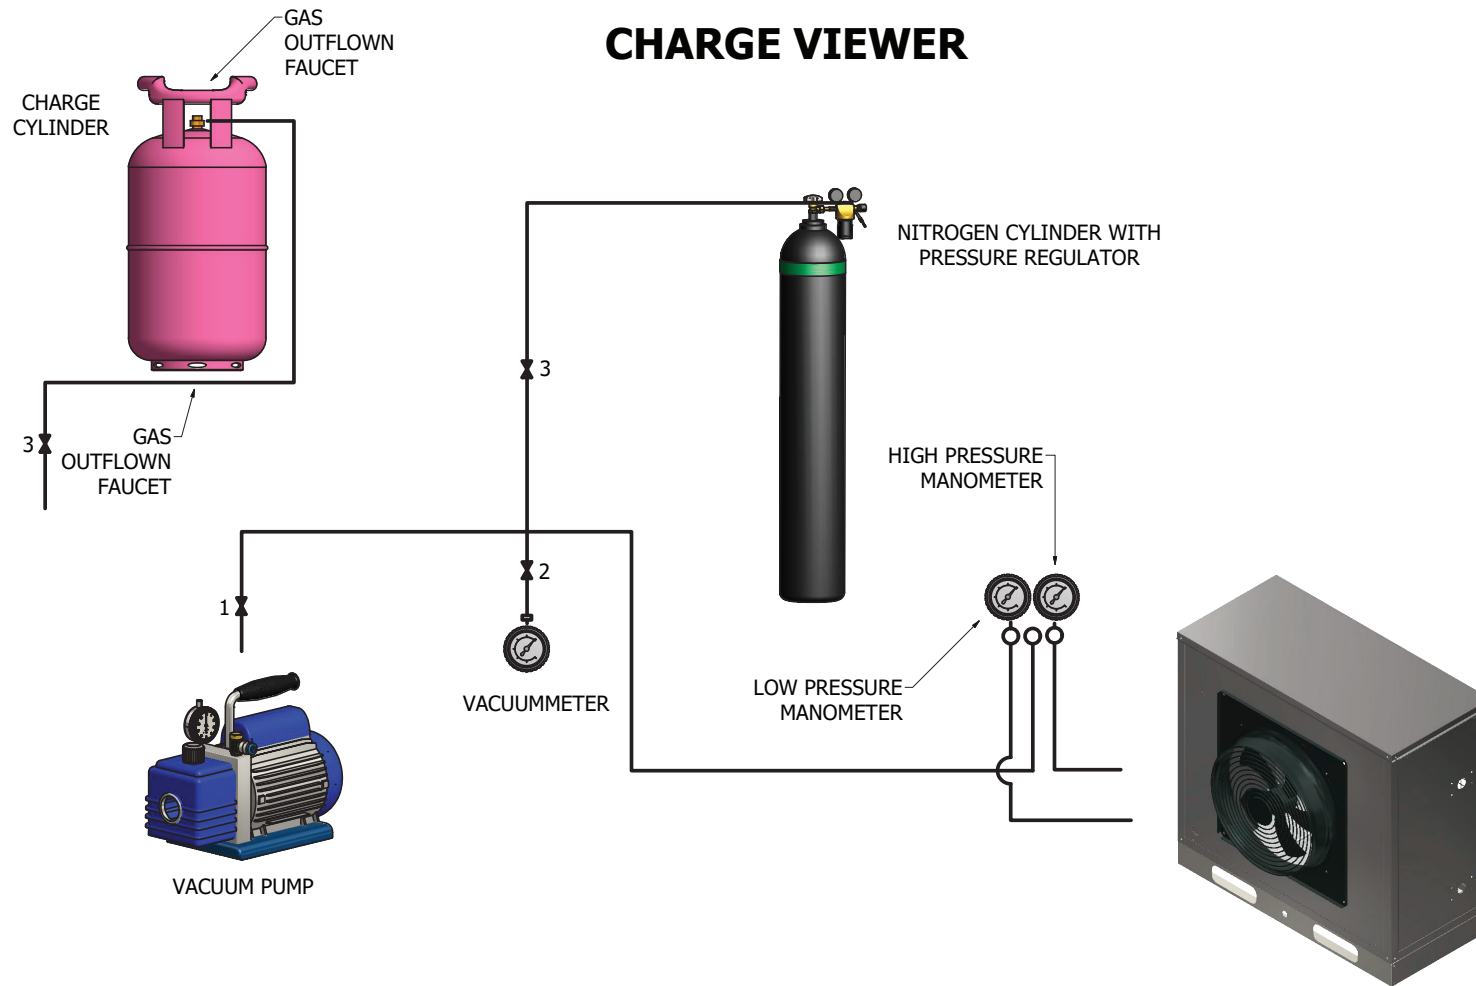 CHARGE VIEWER
GAS
OUTFLOWN
FAUCET
CHARGE
CYLINDER
NITROGEN CYLINDER WITH
PRESSURE REGULATOR
3
3
GAS
OUTFLOWN
FAUCET
HIGH PRESSURE
MANOMETER
2
1
LOW PRESSURE
MANOMETER
VACUUMMETER
VACUUM PUMP